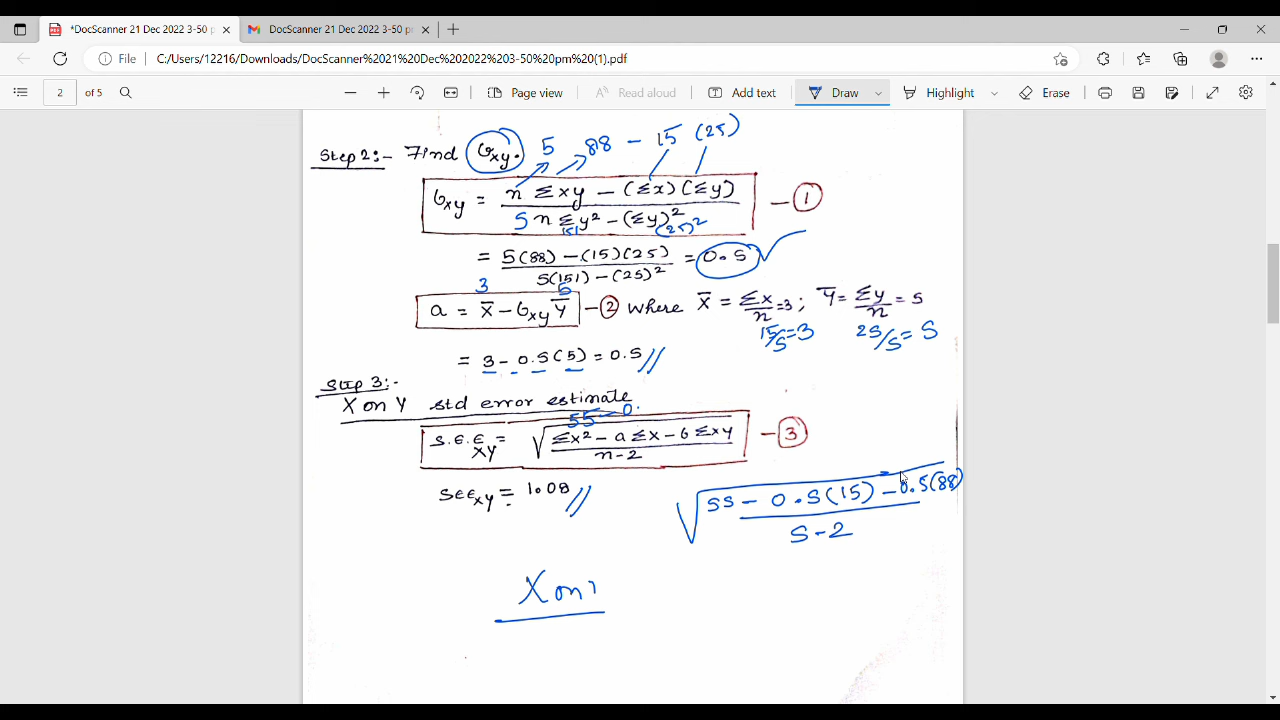 *DocScanner 21 Dec 2022 3-50 p
DocScanner 21 Dec 2022 3-50 pm
File C:/Users/12216/Downloads/DocScanner%2021%20Dec%202022%203-50%20pm%20(1).pdf
2 of 5
Page view
Read aloud
Add text
Draw
Highlight
Erase
5 88 - 15 (25)
Step 2:- Find bxy.
bxy = n Σxy - (Σx)(Σy) / n Σy² - (Σy)² - ①
5 151 (25)²
= 5(88) - (15)(25) / 5(151) - (25)² = 0.5 ✓
3 5
a = X̄ - bxy Ȳ - ② where X̄ = Σx/n = 3; Ȳ = Σy/n = 5
15/5 = 3 25/5 = 5
= 3 - 0.5(5) = 0.5 //
Step 3:-
X on Y std error estimate
55 - 0.
S.E.E xy = √ Σx² - a Σx - b Σxy / n-2 - ③
SEExy = 1.08 //
√ 55 - 0.5(15) - 0.5(88) / 5-2
X on